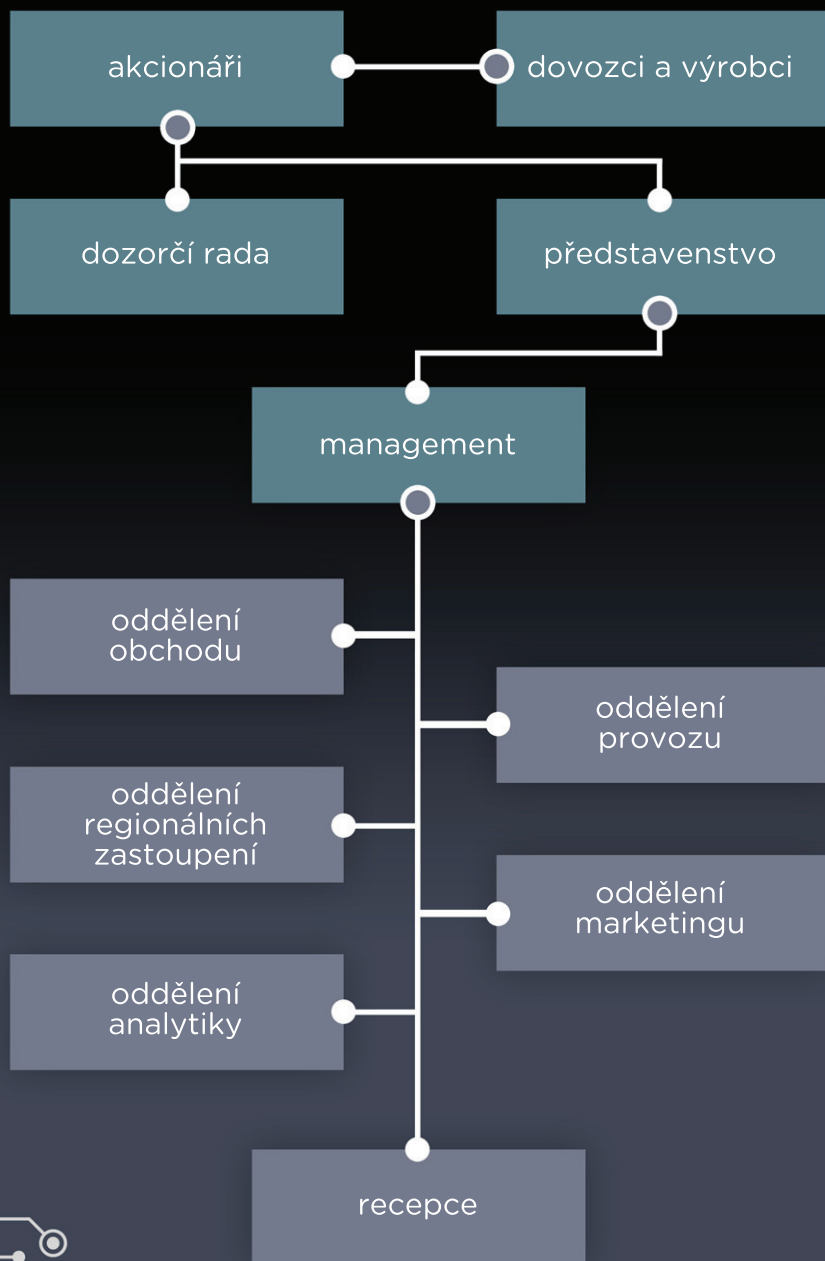 akcionáři
dovozci a výrobci
dozorčí rada
představenstvo
management
oddělení
obchodu
oddělení
provozu
oddělení
regionálních
zastoupení
oddělení
marketingu
oddělení
analytiky
recepce